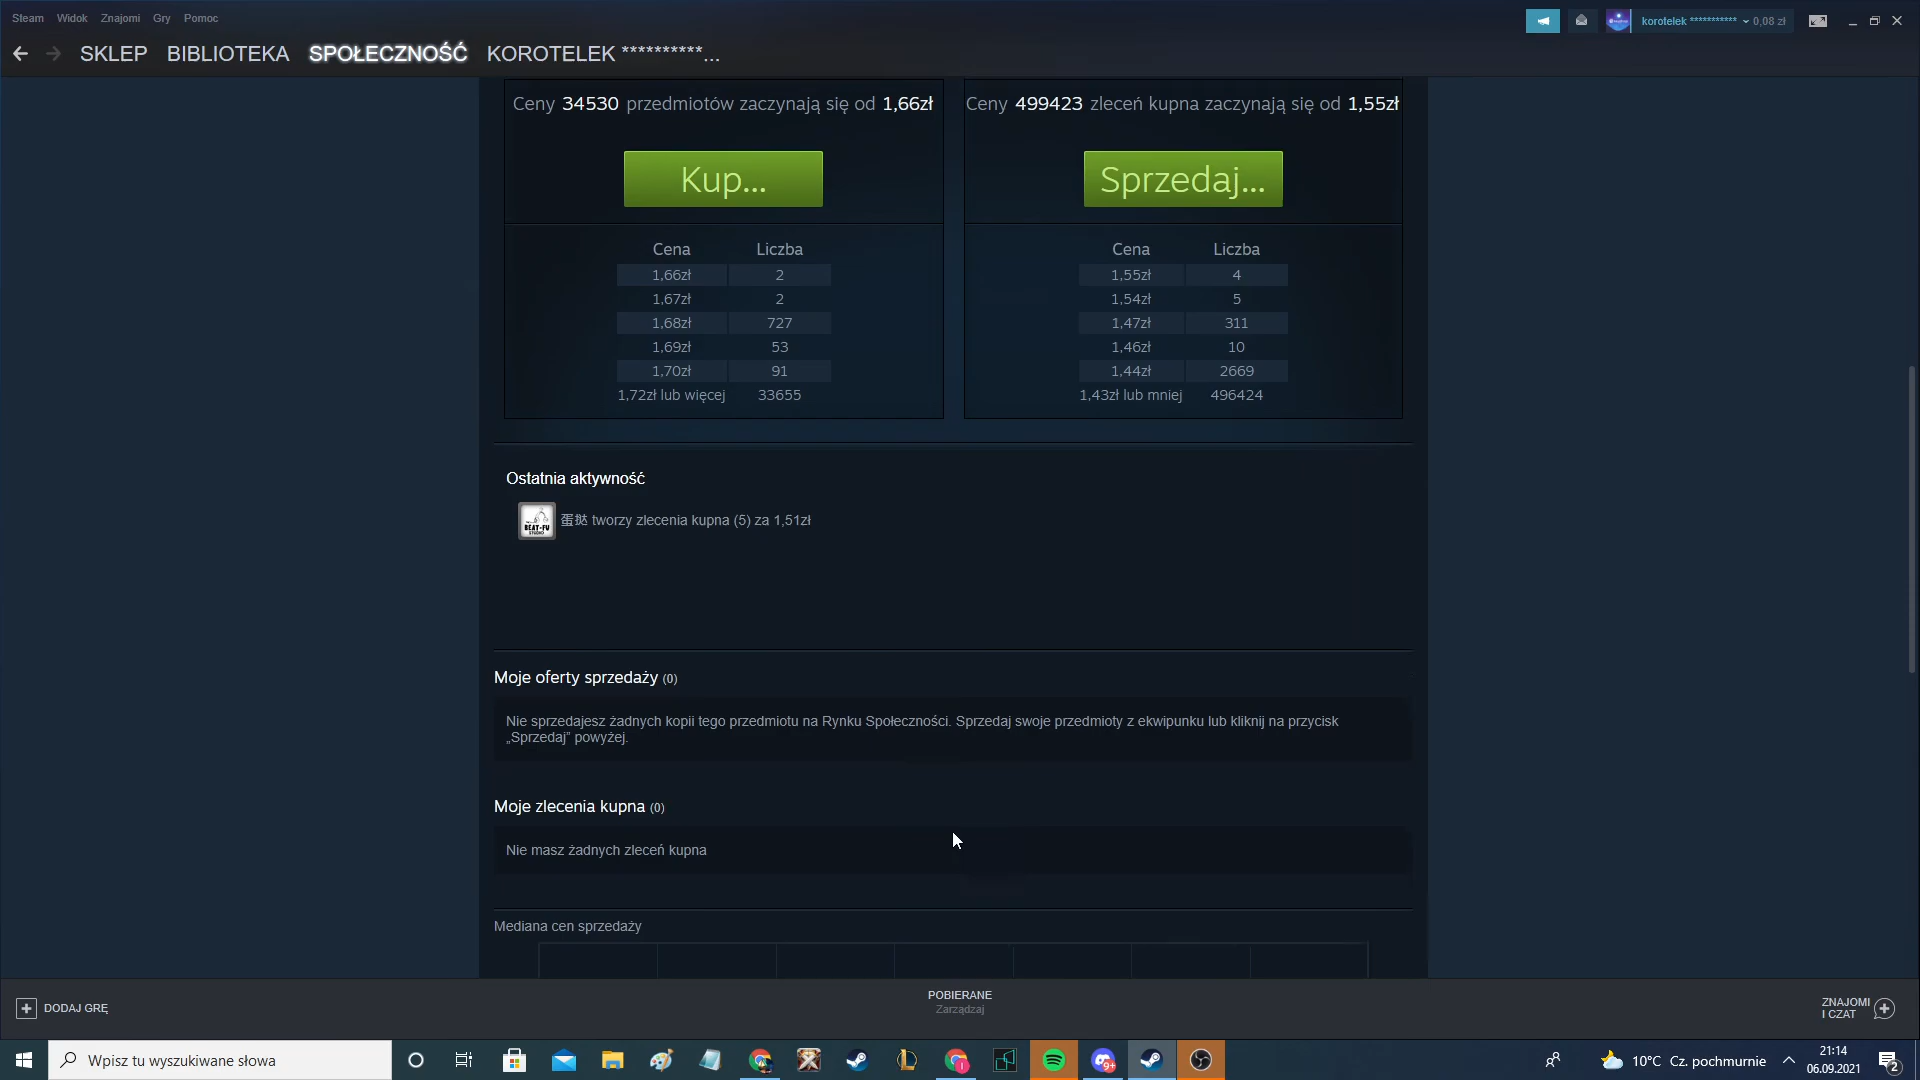 Steam Widok Znajomi Gry Pomoc
korotelek *********** 0,08 zł
SKLEP BIBLIOTEKA SPOŁECZNOŚĆ KOROTELEK **********...
Ceny 34530 przedmiotów zaczynają się od 1,66zł
Kup...
Cena Liczba
1,66zł 2
1,67zł 2
1,68zł 727
1,69zł 53
1,70zł 91
1,72zł lub więcej 33655
Ceny 499423 zleceń kupna zaczynają się od 1,55zł
Sprzedaj...
Cena Liczba
1,55zł 4
1,54zł 5
1,47zł 311
1,46zł 10
1,44zł 2669
1,43zł lub mniej 496424
Ostatnia aktywność
BEAT-FU
STUDIO
蛋挞 tworzy zlecenia kupna (5) za 1,51zł
Moje oferty sprzedaży (0)
Nie sprzedajesz żadnych kopii tego przedmiotu na Rynku Społeczności. Sprzedaj swoje przedmioty z ekwipunku lub kliknij na przycisk
„Sprzedaj” powyżej.
Moje zlecenia kupna (0)
Nie masz żadnych zleceń kupna
Mediana cen sprzedaży
DODAJ GRĘ
POBIERANE
Zarządzaj
ZNAJOMI
I CZAT
Wpisz tu wyszukiwane słowa
9+
10°C Cz. pochmurnie
21:14
06.09.2021
2